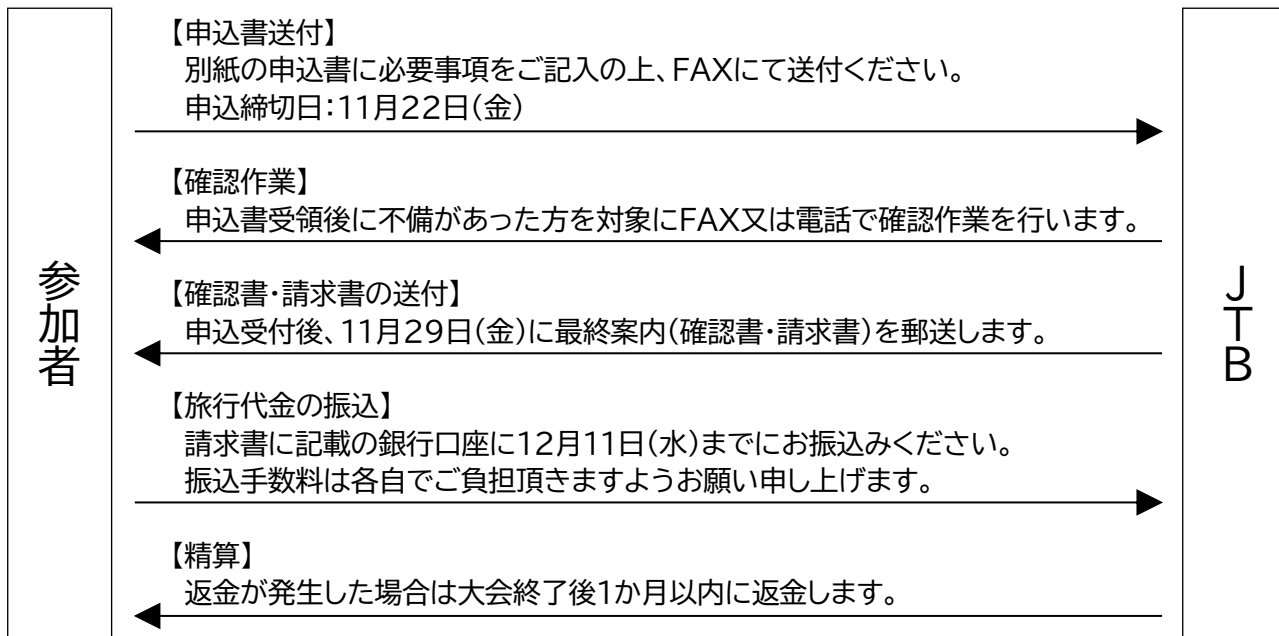 参加者
【申込書送付】
別紙の申込書に必要事項をご記入の上、FAXにて送付ください。
申込締切日:11月22日(金)
【確認作業】
申込書受領後に不備があった方を対象にFAX又は電話で確認作業を行います。
【確認書・請求書の送付】
申込受付後、11月29日(金)に最終案内(確認書・請求書)を郵送します。
【旅行代金の振込】
請求書に記載の銀行口座に12月11日(水)までにお振込みください。
振込手数料は各自でご負担頂きますようお願い申し上げます。
【精算】
返金が発生した場合は大会終了後1か月以内に返金します。
JTB